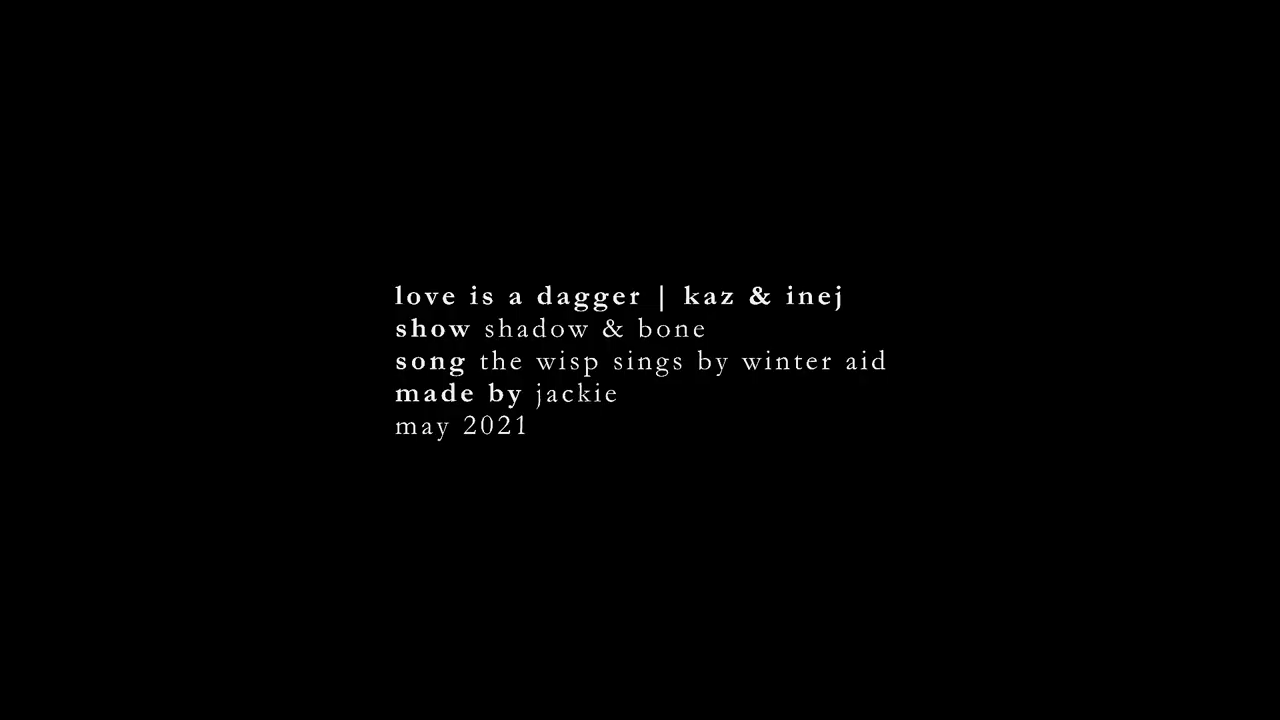 love is a dagger | kaz & inej
show shadow & bone
song the wisp sings by winter aid
made by jackie
may 2021